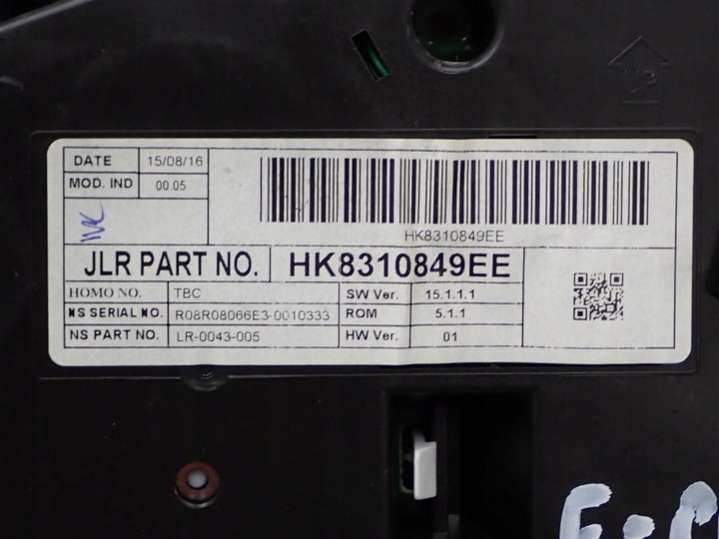 DATE 15/08/16
MOD. IND 00.05
HK8310849EE
JLR PART NO. HK8310849EE
HOMO NO. TBC SW Ver. 15.1.1.1
NS SERIAL NO. R08R08066E3-0010333 ROM 5.1.1
NS PART NO. LR-0043-005 HW Ver. 01